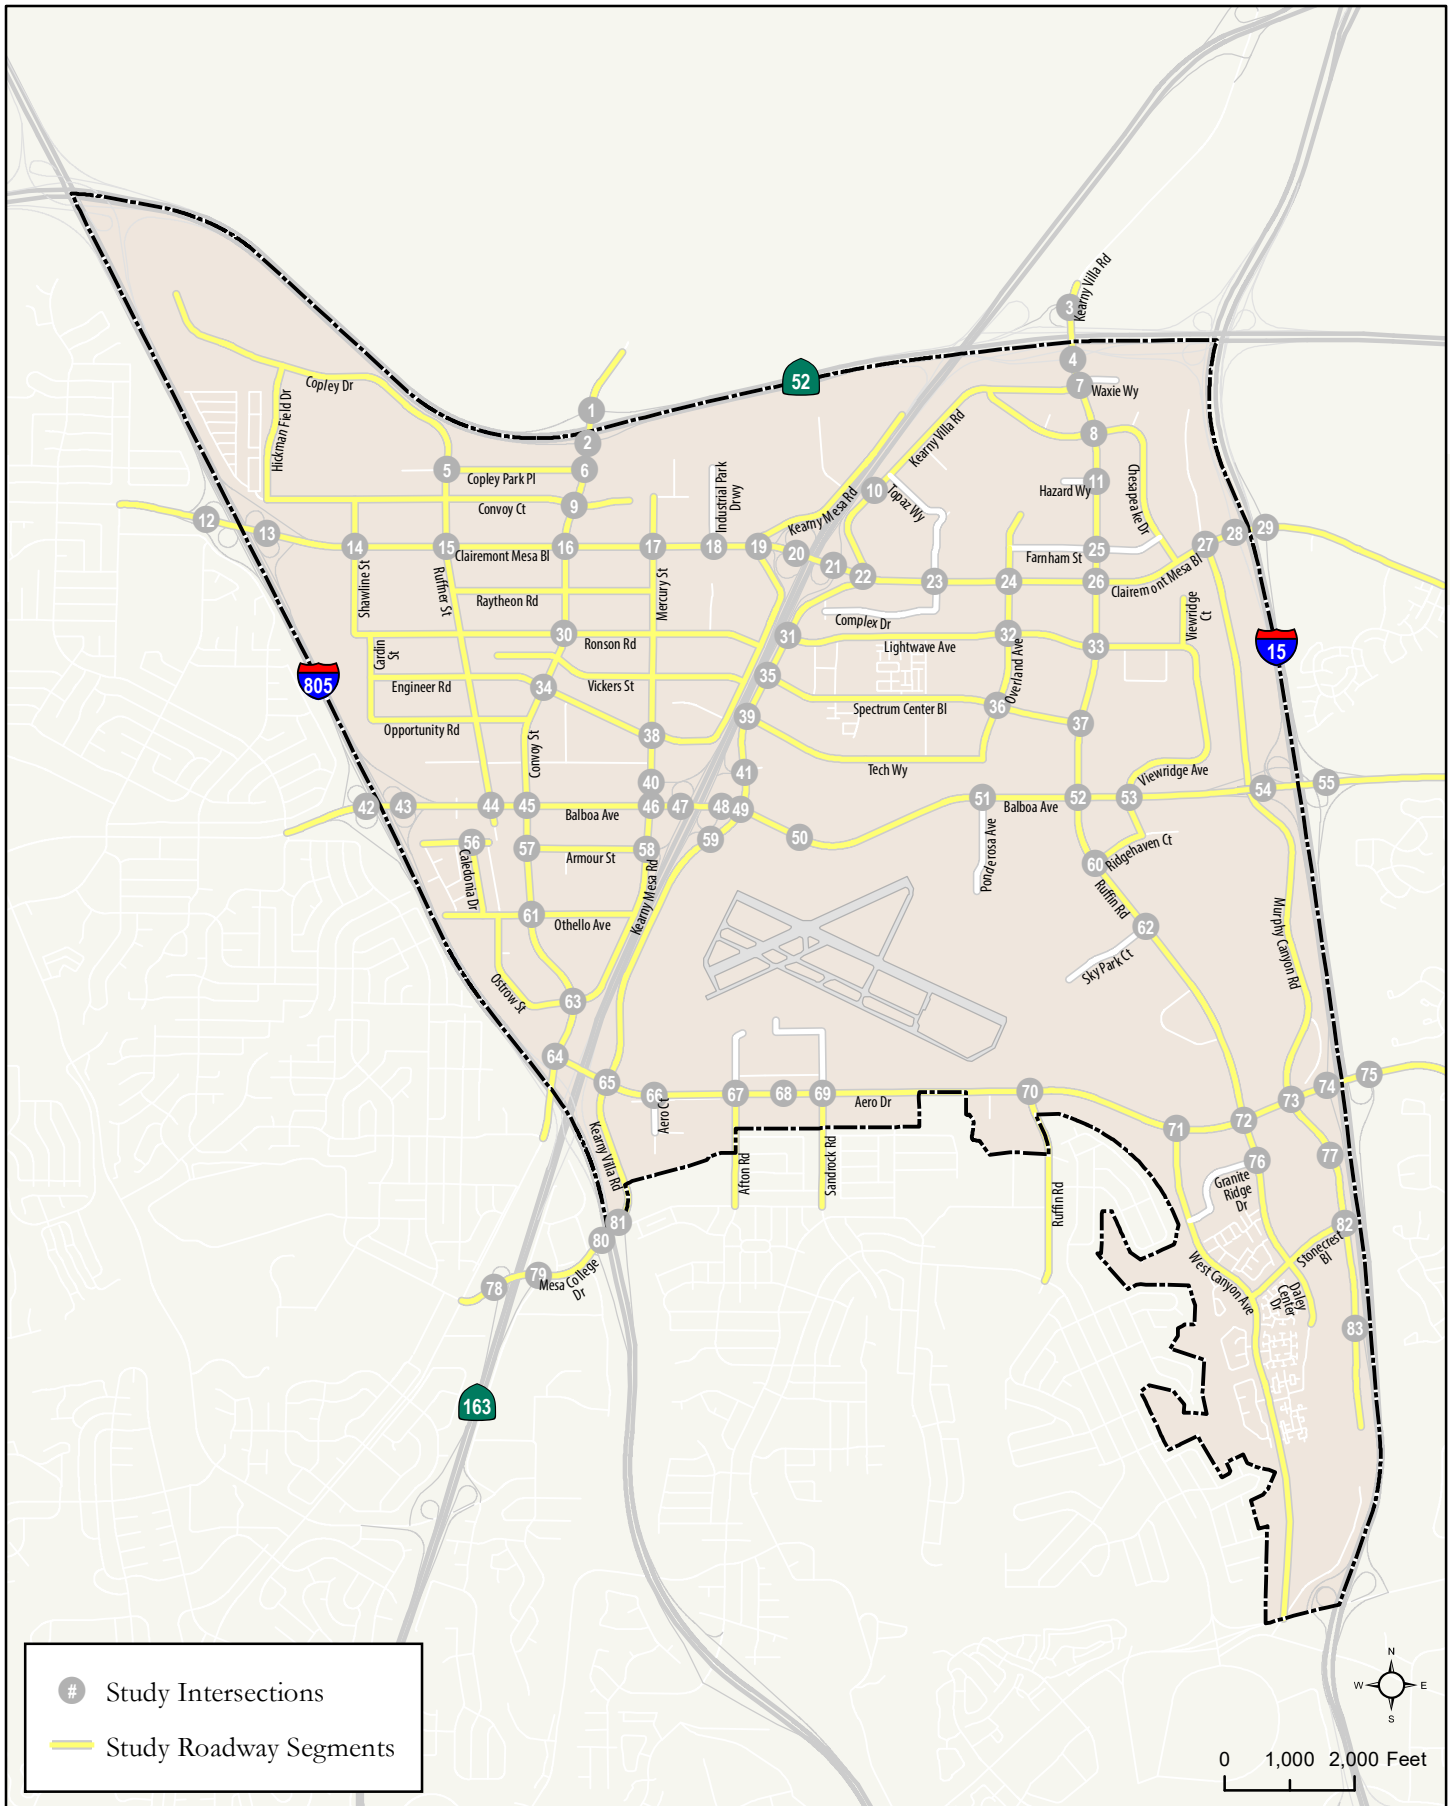 Kearny Villa Rd
3
4
52
7
Waxie Wy
Copley Dr
Hickman Field Dr
1
2
8
Kearny Villa Rd
5
6
Copley Park Pl
Industrial Park
Drwy
10
Topaz Wy
11
Hazard Wy
Chesapeake Dr
Convoy Ct
9
Kearny Mesa Rd
12
13
14
15
Clairemont Mesa Bl
16
17
18
19
20
21
22
23
24
25
Farnham St
26
27
28
29
Clairemont Mesa Bl
Shawline St
Ruffner St
Raytheon Rd
Mercury St
Complex Dr
Viewridge
Ct
30
Ronson Rd
31
Lightwave Ave
32
33
15
Cardin
St
805
Engineer Rd
34
Vickers St
35
Overland Ave
Spectrum Center Bl
36
37
Opportunity Rd
Convoy St
38
39
Tech Wy
40
41
Viewridge Ave
42
43
44
45
Balboa Ave
46
47
48
49
50
51
Balboa Ave
52
53
54
55
56
57
Armour St
58
59
Caledonia Dr
Ponderosa Ave
60
Ridgehaven Ct
Ruffin Rd
61
Othello Ave
Kearny Mesa Rd
62
Sky Park Ct
Murphy Canyon Rd
Ostrow St
63
64
65
66
Aero Ct
67
68
69
Aero Dr
70
71
72
73
74
75
Kearny Villa Rd
Afton Rd
Sandrock Rd
Ruffin Rd
76
77
Granite
Ridge
Dr
81
80
79
78
Mesa College
Dr
82
Stonecrest
Bl
West Canyon Ave
Daley
Center
Dr
83
163
# Study Intersections
Study Roadway Segments
N
W E
S
0 1,000 2,000 Feet